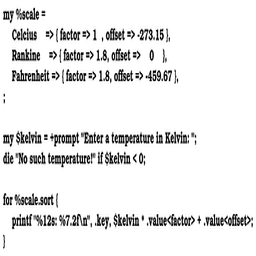 my %scale =
Celcius => { factor => 1 , offset => -273.15 },
Rankine => { factor => 1.8, offset => 0 },
Fahrenheit => { factor => 1.8, offset => -459.67 },
;
my $kelvin = +prompt "Enter a temperature in Kelvin: ";
die "No such temperature!" if $kelvin < 0;
for %scale.sort {
printf "%12s: %7.2f\n", .key, $kelvin * .value<factor> + .value<offset>;
}